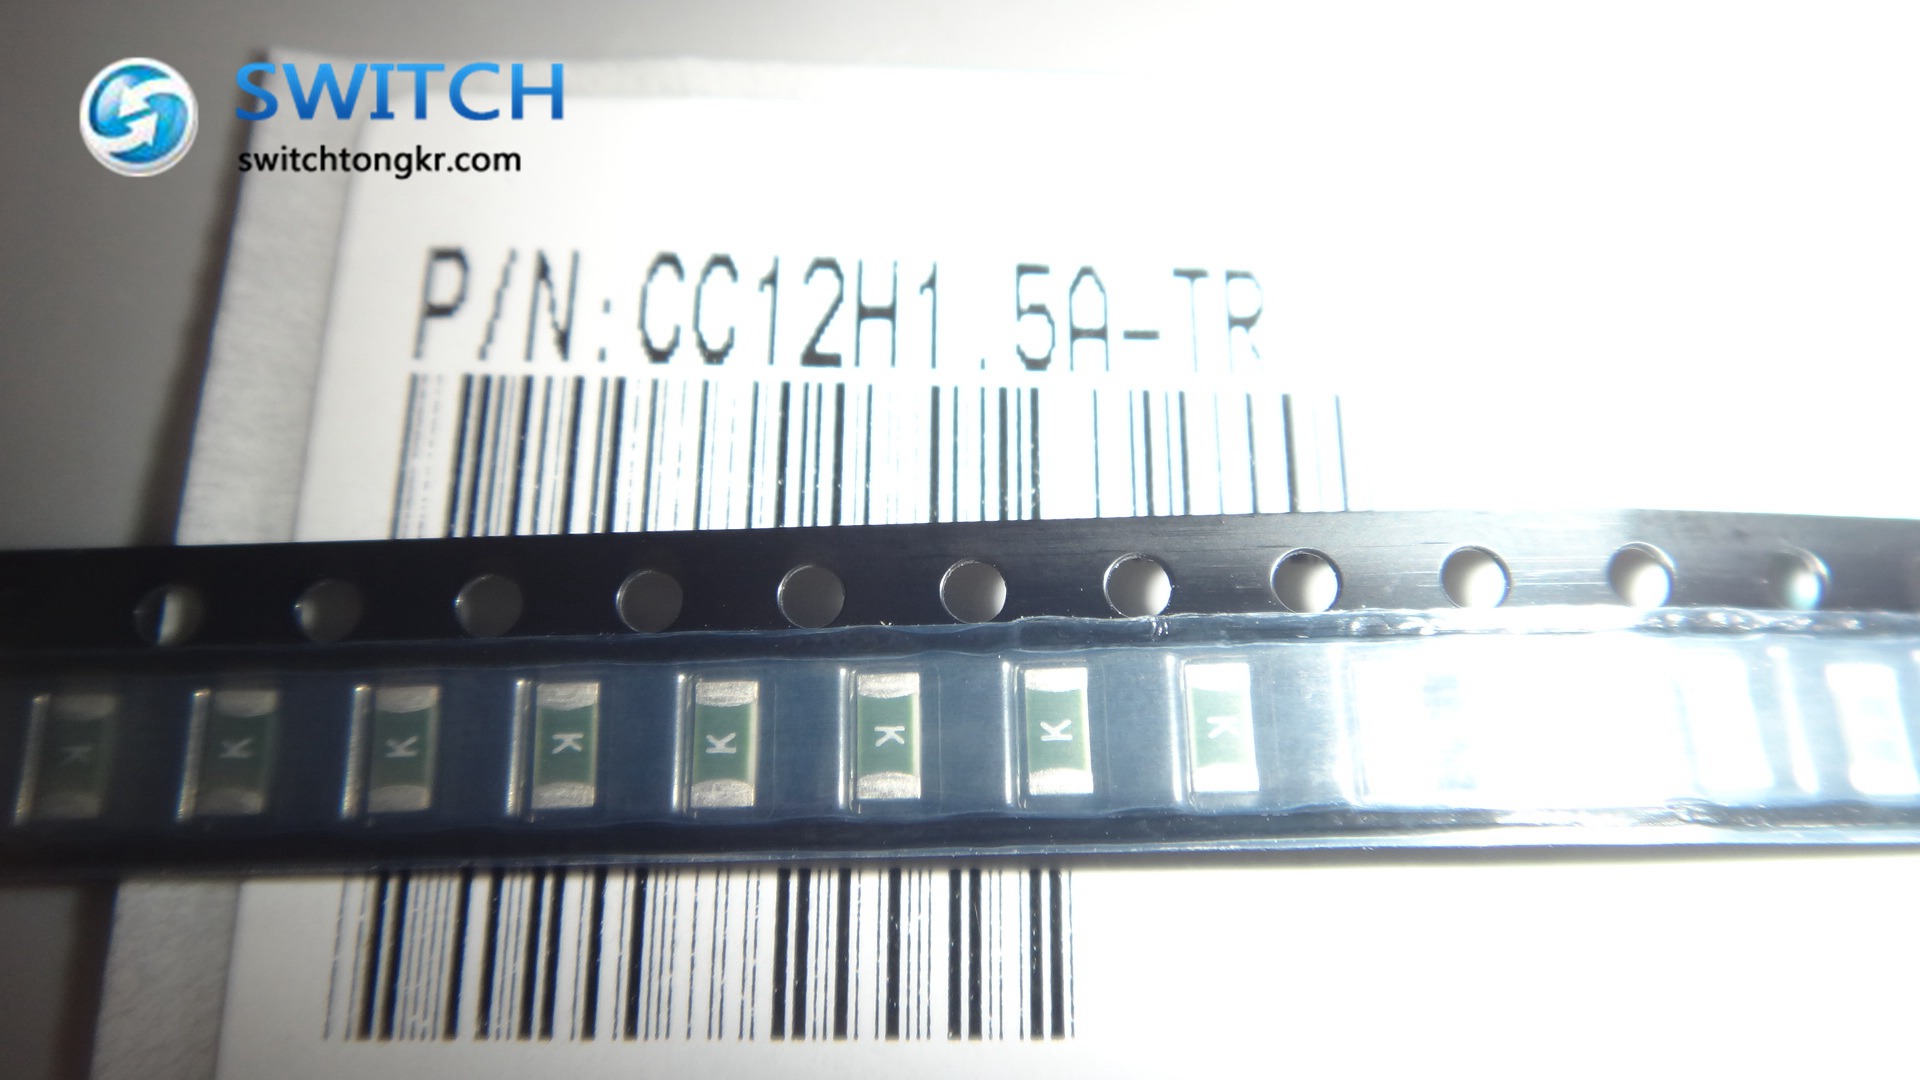 SWITCH
switchtongkr.com
P/N:CC12H1.5A-TR
K K K K K K K K